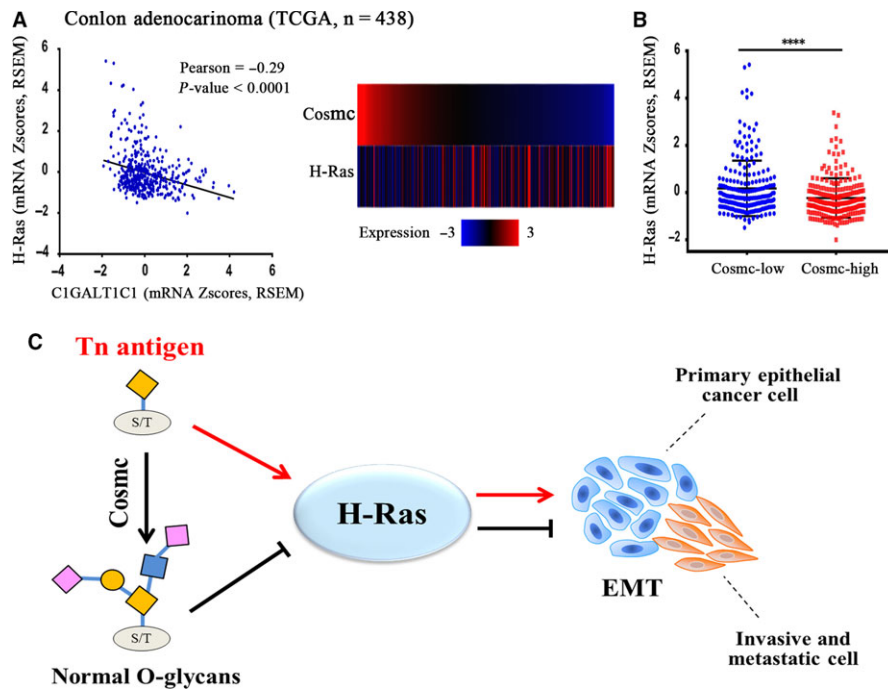 A
Conlon adenocarinoma (TCGA, n = 438)
H-Ras (mRNA Zscores, RSEM)
6
4
2
0
−2
−4
Pearson = −0.29
P-value < 0.0001
−4
−2
0
2
4
6
C1GALT1C1 (mRNA Zscores, RSEM)
Cosmc
H-Ras
Expression −3 3
B
H-Ras (mRNA Zscores, RSEM)
****
6
4
2
0
−2
Cosmc-low Cosmc-high
C
Tn antigen
S/T
Cosmc
S/T
Normal O-glycans
H-Ras
Primary epithelial
cancer cell
EMT
Invasive and
metastatic cell